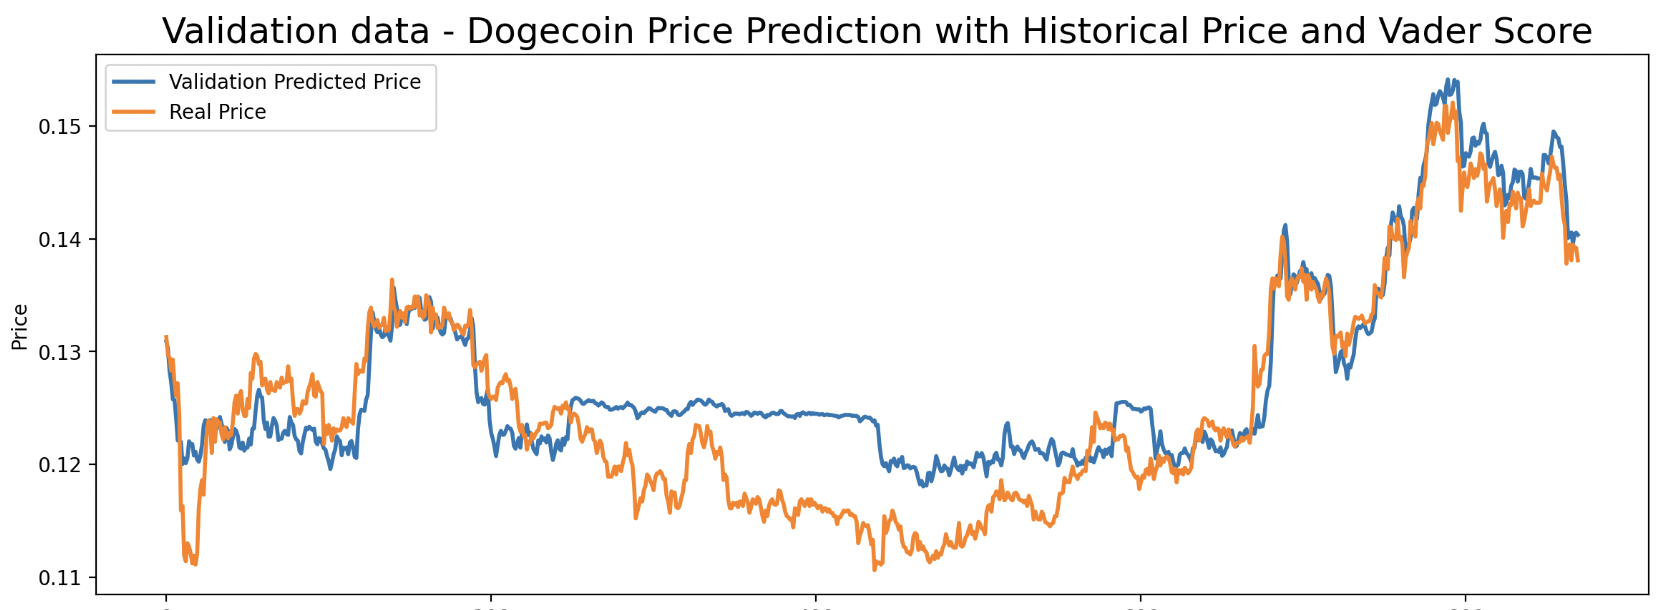 Validation data - Dogecoin Price Prediction with Historical Price and Vader Score
Validation Predicted Price
Real Price
0.15
0.14
0.13
0.12
0.11
Price